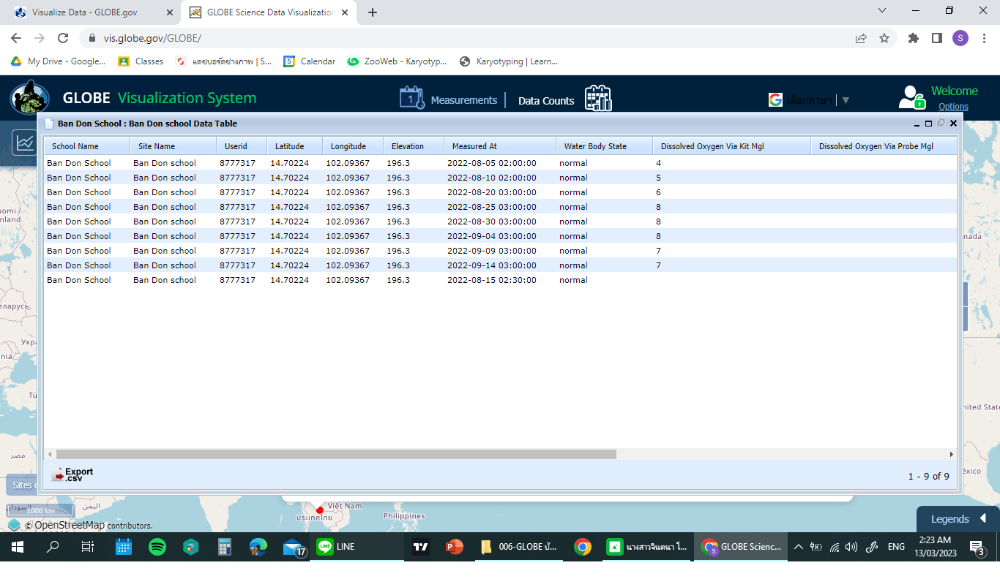 Visualize Data - GLOBE.gov
GLOBE Science Data Visualization
vis.globe.gov/GLOBE/
S
My Drive - Google...
Classes
แดชบอร์ดช่างภาพ | S...
Calendar
ZooWeb - Karyotyp...
Karyotyping | Learn...
GLOBE Visualization System
1 Measurements
Data Counts
เลือกภาษา
Welcome
Options
Ban Don School : Ban Don school Data Table
School Name Site Name Userid Latitude Longitude Elevation Measured At Water Body State Dissolved Oxygen Via Kit Mgl Dissolved Oxygen Via Probe Mgl
Ban Don School Ban Don school 8777317 14.70224 102.09367 196.3 2022-08-05 02:00:00 normal 4
Ban Don School Ban Don school 8777317 14.70224 102.09367 196.3 2022-08-10 02:00:00 normal 5
Ban Don School Ban Don school 8777317 14.70224 102.09367 196.3 2022-08-20 03:00:00 normal 6
Ban Don School Ban Don school 8777317 14.70224 102.09367 196.3 2022-08-25 03:00:00 normal 8
Ban Don School Ban Don school 8777317 14.70224 102.09367 196.3 2022-08-30 03:00:00 normal 8
Ban Don School Ban Don school 8777317 14.70224 102.09367 196.3 2022-09-04 03:00:00 normal 8
Ban Don School Ban Don school 8777317 14.70224 102.09367 196.3 2022-09-09 03:00:00 normal 7
Ban Don School Ban Don school 8777317 14.70224 102.09367 196.3 2022-09-14 03:00:00 normal 7
Ban Don School Ban Don school 8777317 14.70224 102.09367 196.3 2022-08-15 02:30:00 normal
uomi /
inland
nada
еларусь
Укра
nia/
Tü
nited Stat
مصر
éxico
Export
.csv
1 - 9 of 9
Sites
السودان
1000 km
اليمن
Việt Nam
ประเทศไทย
Philippines
© OpenStreetMap contributors.
Legends
17
LINE
006-GLOBE บ้...
นางสาวจินตนา โ...
GLOBE Scienc...
ENG
2:23 AM
13/03/2023
3